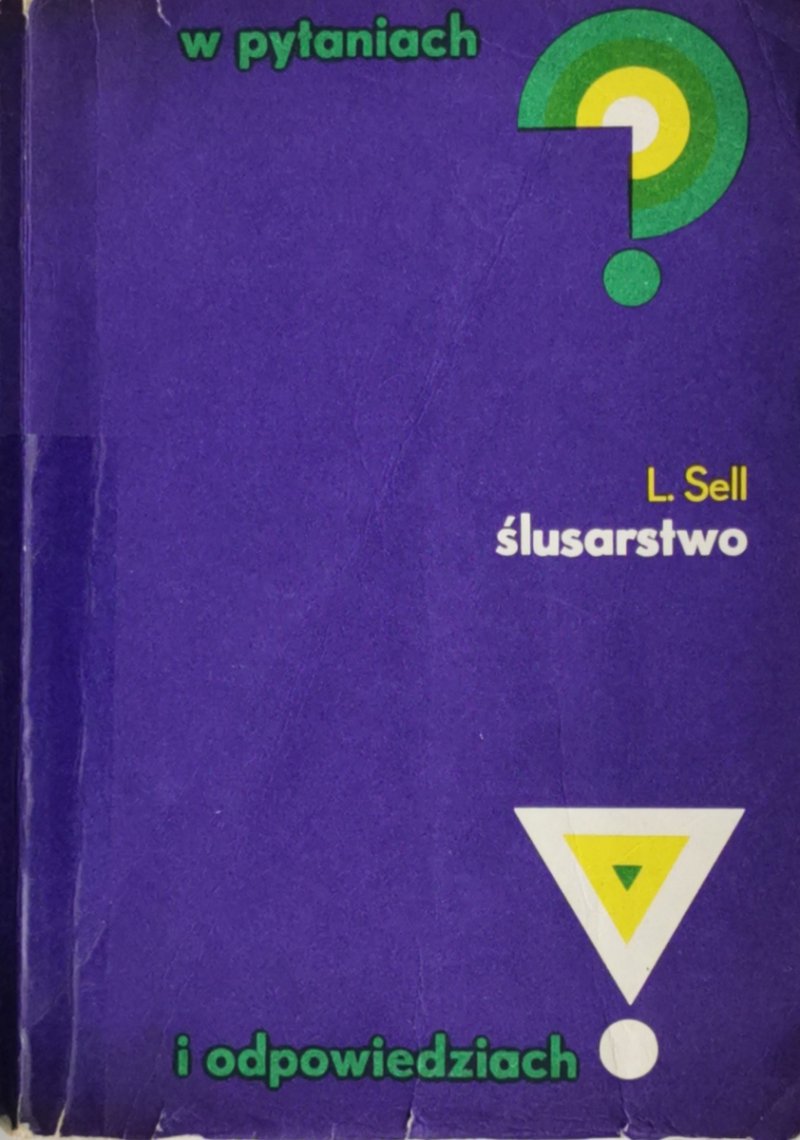 w pytaniach
L. Sell
ślusarstwo
i odpowiedziach